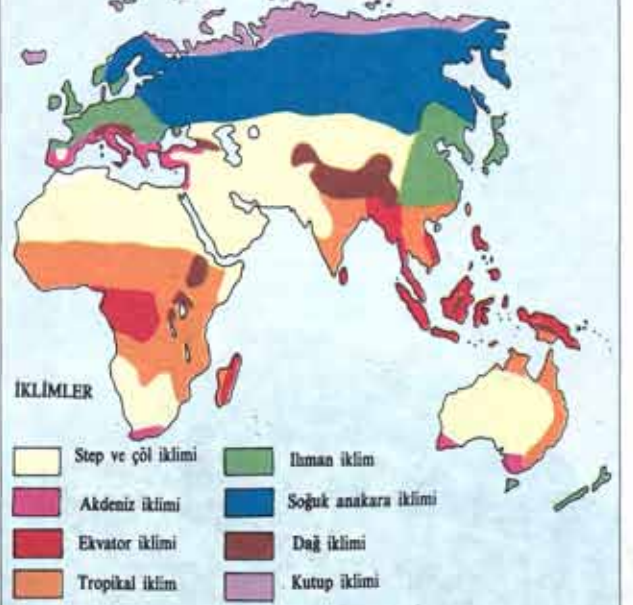 İKLİMLER
Step ve çöl iklimi
Akdeniz iklimi
Ekvator iklimi
Tropikal iklim
Ilıman iklim
Soğuk anakara iklimi
Dağ iklimi
Kutup iklimi